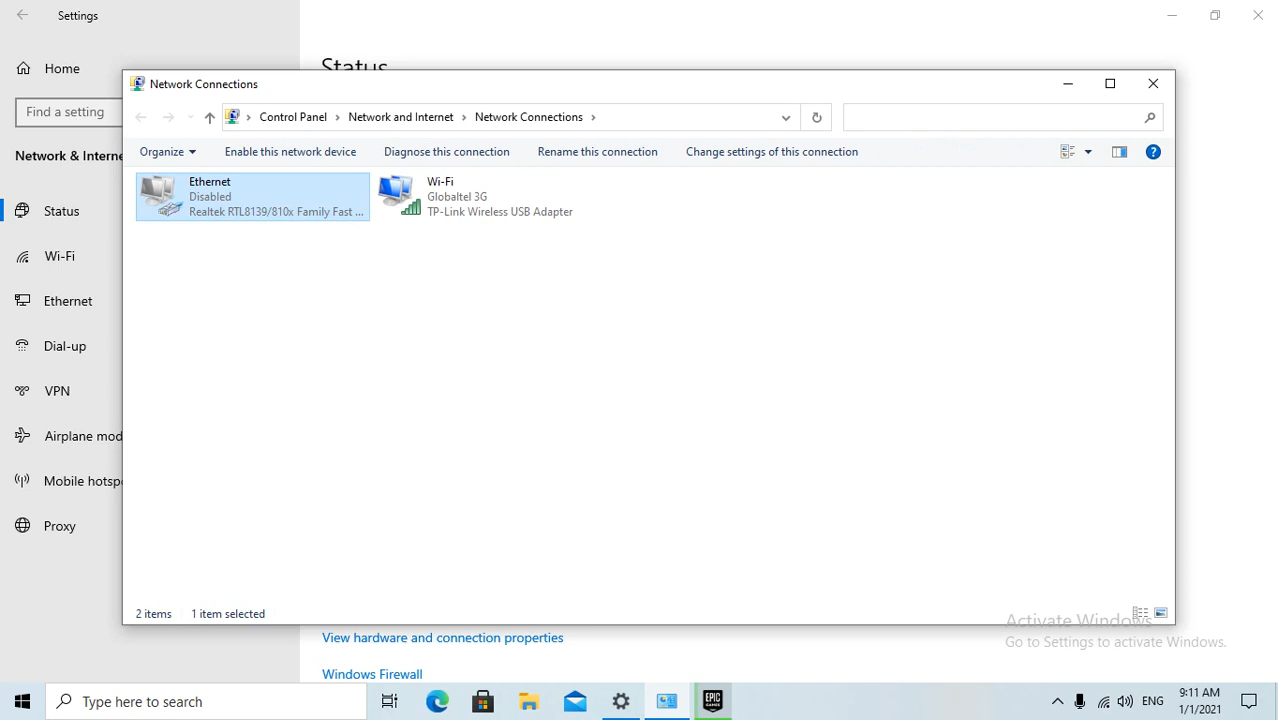 Settings
Home
Find a setting
Network & Interne
Status
Wi-Fi
Ethernet
Dial-up
VPN
Airplane mod
Mobile hotsp
Proxy
Status
Network Connections
Control Panel > Network and Internet > Network Connections >
Organize Enable this network device Diagnose this connection Rename this connection Change settings of this connection
Ethernet
Disabled
Realtek RTL8139/810x Family Fast ...
Wi-Fi
Globaltel 3G
TP-Link Wireless USB Adapter
2 items 1 item selected
View hardware and connection properties
Windows Firewall
Activate Windows
Go to Settings to activate Windows.
Type here to search
EPIC
GAMES
ENG
9:11 AM
1/1/2021